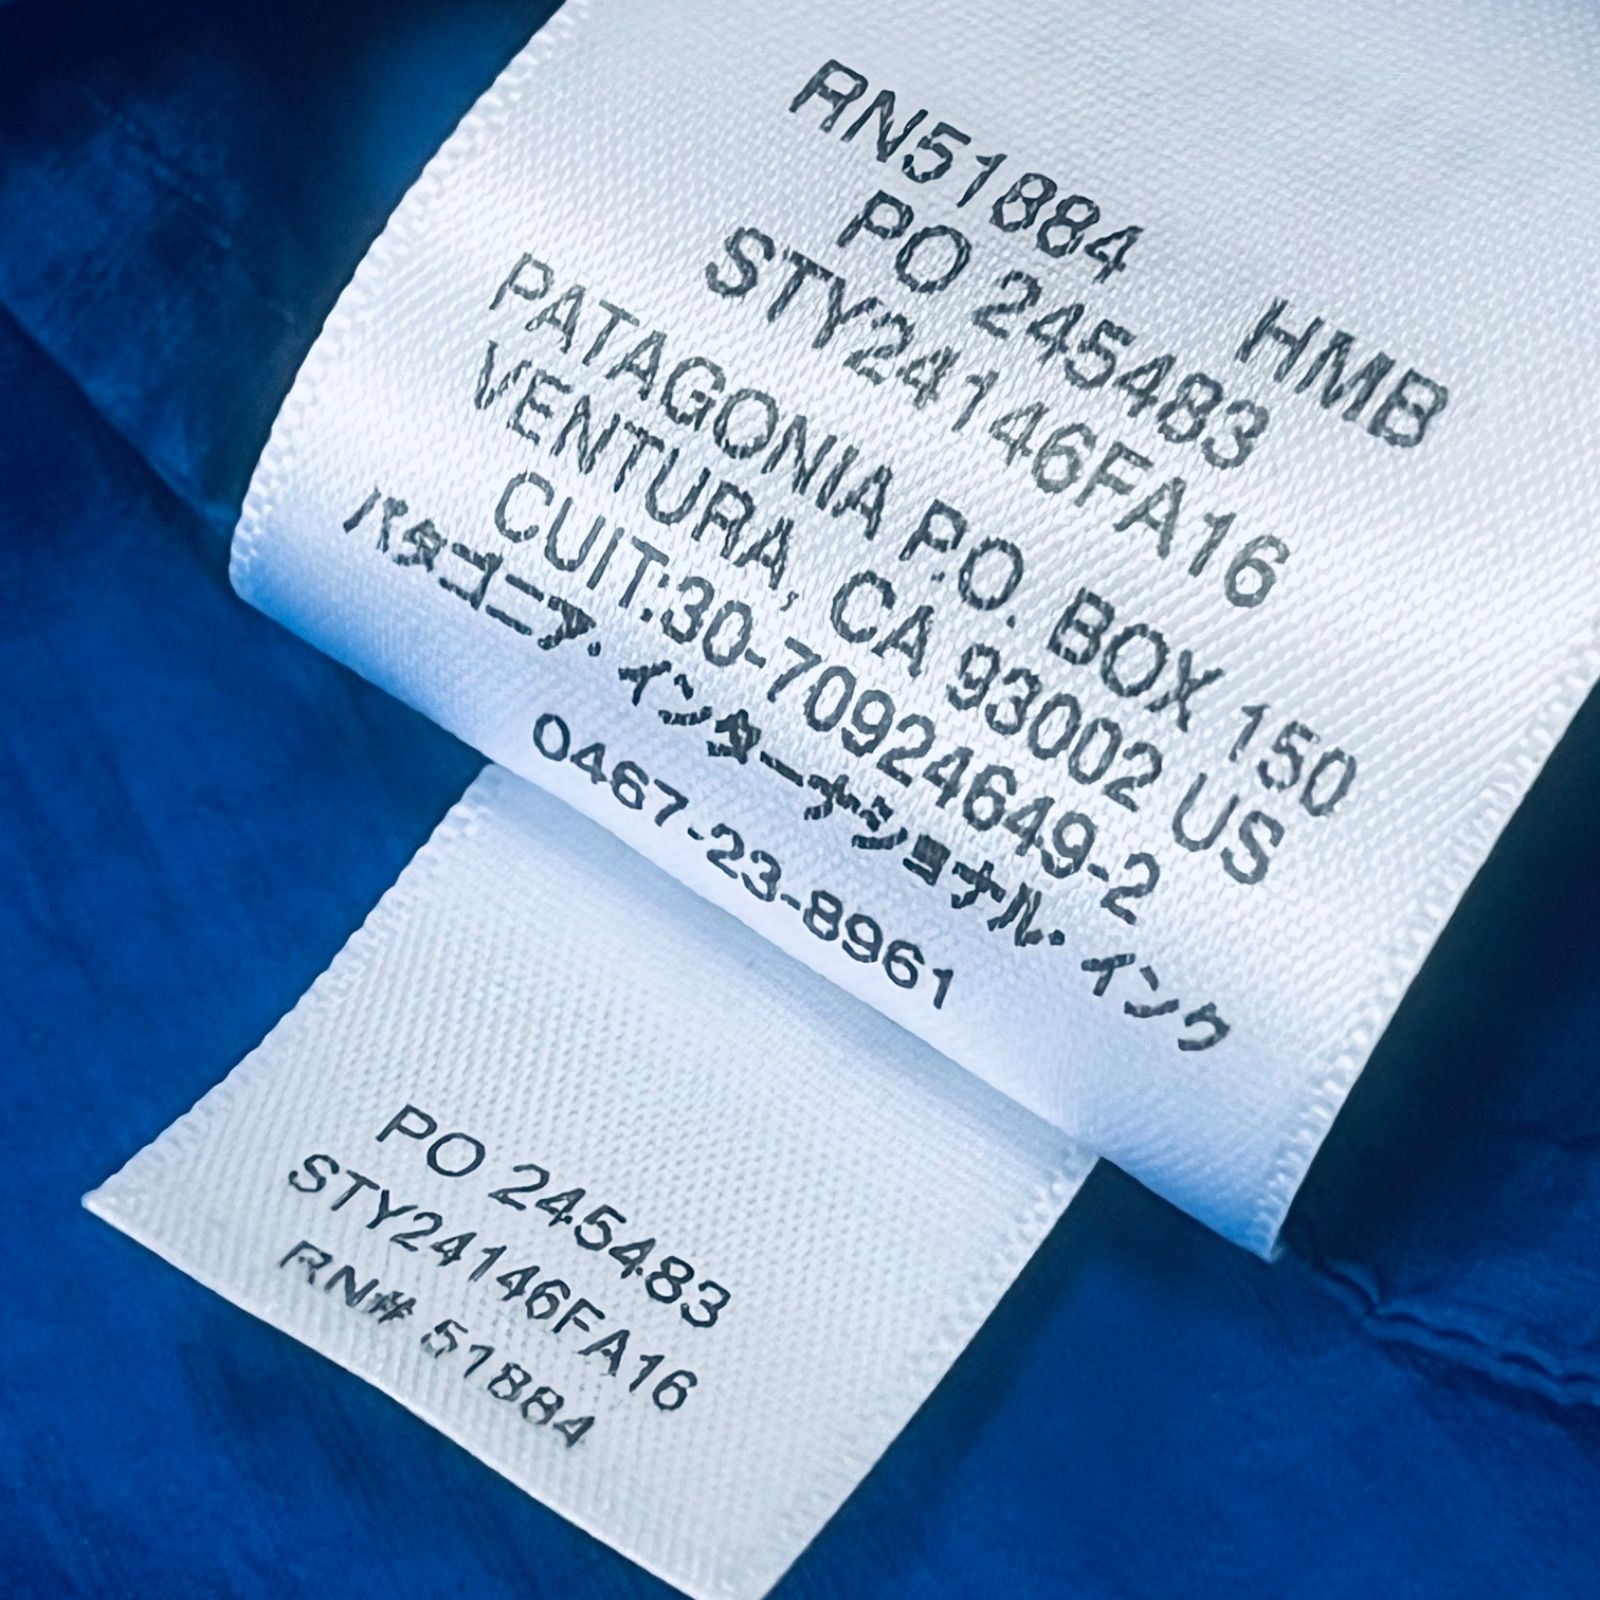 RN51884 HMB
PO 245483
STY24146FA16
PATAGONIA P.O. BOX 150
VENTURA, CA 93002 US
CUIT:30-70924649-2
パタゴニア・インターナショナル・インク
0467-23-8961
PO 245483
STY24146FA16
RN# 51884